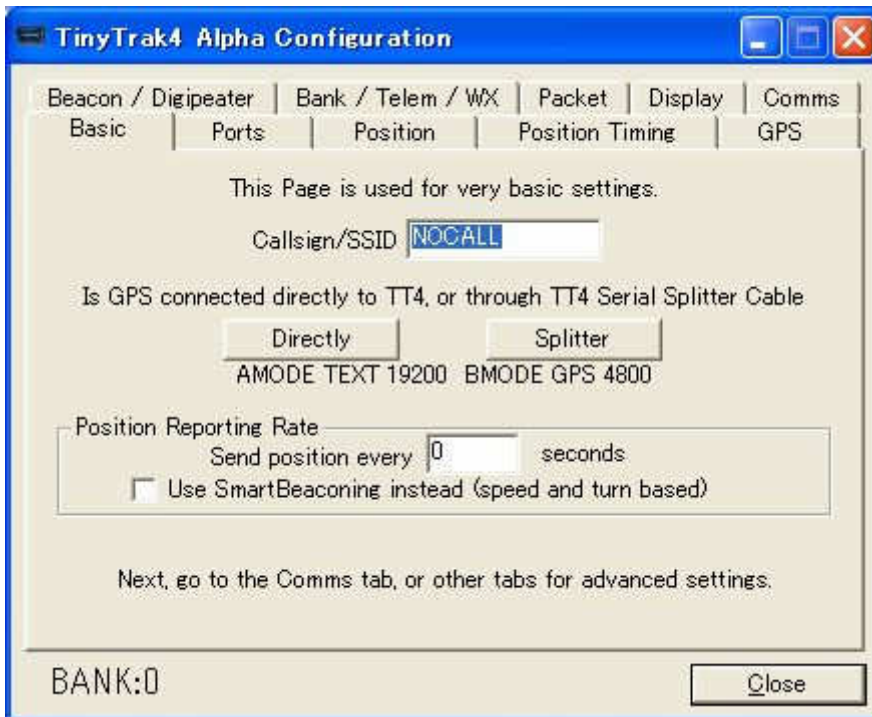 TinyTrak4 Alpha Configuration
Beacon / Digipeater Bank / Telem / WX Packet Display Comms
Basic Ports Position Position Timing GPS
This Page is used for very basic settings.
Callsign/SSID NOCALL
Is GPS connected directly to TT4, or through TT4 Serial Splitter Cable
Directly Splitter
AMODE TEXT 19200 BMODE GPS 4800
Position Reporting Rate
Send position every 0 seconds
Use SmartBeaconing instead (speed and turn based)
Next, go to the Comms tab, or other tabs for advanced settings.
BANK:0 Close